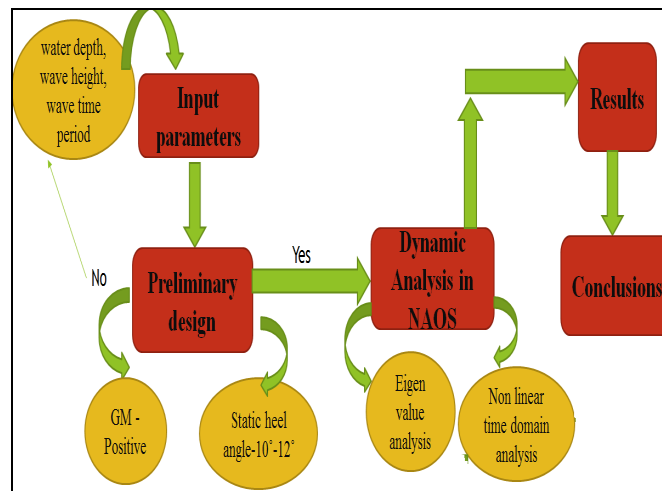 water depth,
wave height,
wave time
period
Input
parameters
Results
No
Preliminary
design
Yes
Dynamic
Analysis in
NAOS
Conclusions
GM -
Positive
Static heel
angle-10˚-12˚
Eigen
value
analysis
Non linear
time domain
analysis